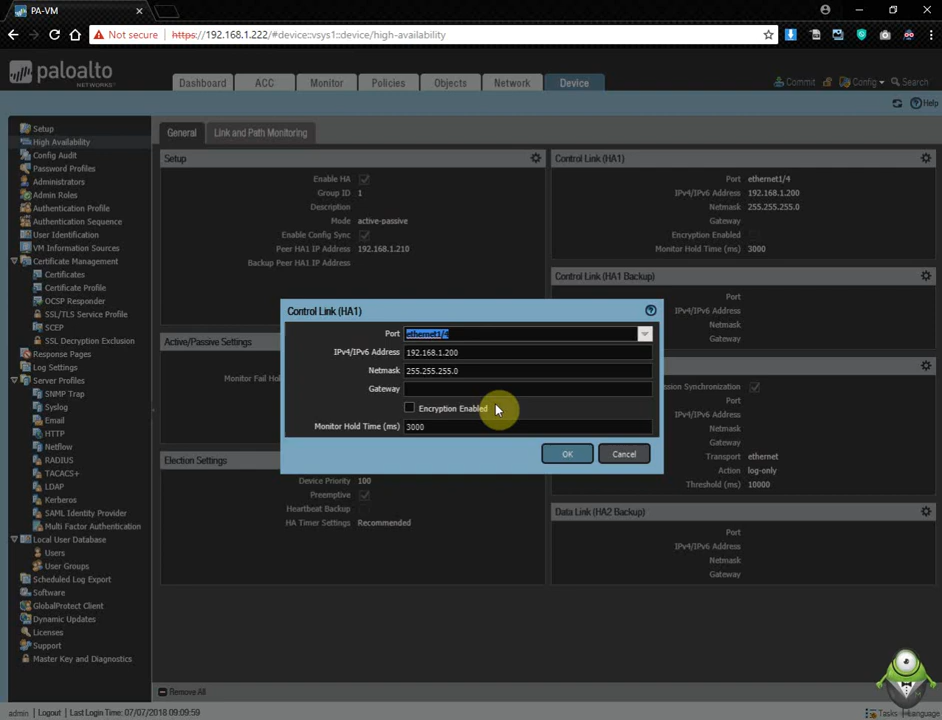 PA-VM
Not secure | https://192.168.1.222/#device::vsys1::device/high-availability
paloalto
NETWORKS
Dashboard
ACC
Monitor
Policies
Objects
Network
Device
Commit
Config
Search
Help
Setup
High Availability
Config Audit
Password Profiles
Administrators
Admin Roles
Authentication Profile
Authentication Sequence
User Identification
VM Information Sources
Certificate Management
Certificates
Certificate Profile
OCSP Responder
SSL/TLS Service Profile
SCEP
SSL Decryption Exclusion
Response Pages
Log Settings
Server Profiles
SNMP Trap
Syslog
Email
HTTP
Netflow
RADIUS
TACACS+
LDAP
Kerberos
SAML Identity Provider
Multi Factor Authentication
Local User Database
Users
User Groups
Scheduled Log Export
Software
GlobalProtect Client
Dynamic Updates
Licenses
Support
Master Key and Diagnostics
General
Link and Path Monitoring
Setup
Enable HA
Group ID 1
Description
Mode active-passive
Enable Config Sync
Peer HA1 IP Address 192.168.1.210
Backup Peer HA1 IP Address
Active/Passive Settings
Monitor Fail Ho
Election Settings
Device Priority 100
Preemptive
Heartbeat Backup
HA Timer Settings Recommended
Control Link (HA1)
Port ethernet1/4
IPv4/IPv6 Address 192.168.1.200
Netmask 255.255.255.0
Gateway
Encryption Enabled
Monitor Hold Time (ms) 3000
Control Link (HA1 Backup)
Port
IPv4/IPv6 Address
Netmask
Gateway
ssion Synchronization
Port
IPv4/IPv6 Address
Netmask
Gateway
Transport ethernet
Action log-only
Threshold (ms) 10000
Data Link (HA2 Backup)
Port
IPv4/IPv6 Address
Netmask
Gateway
Control Link (HA1)
Port ethernet1/4
IPv4/IPv6 Address 192.168.1.200
Netmask 255.255.255.0
Gateway
Encryption Enabled
Monitor Hold Time (ms) 3000
OK
Cancel
Remove All
admin | Logout | Last Login Time: 07/07/2018 09:09:59
Tasks | Language